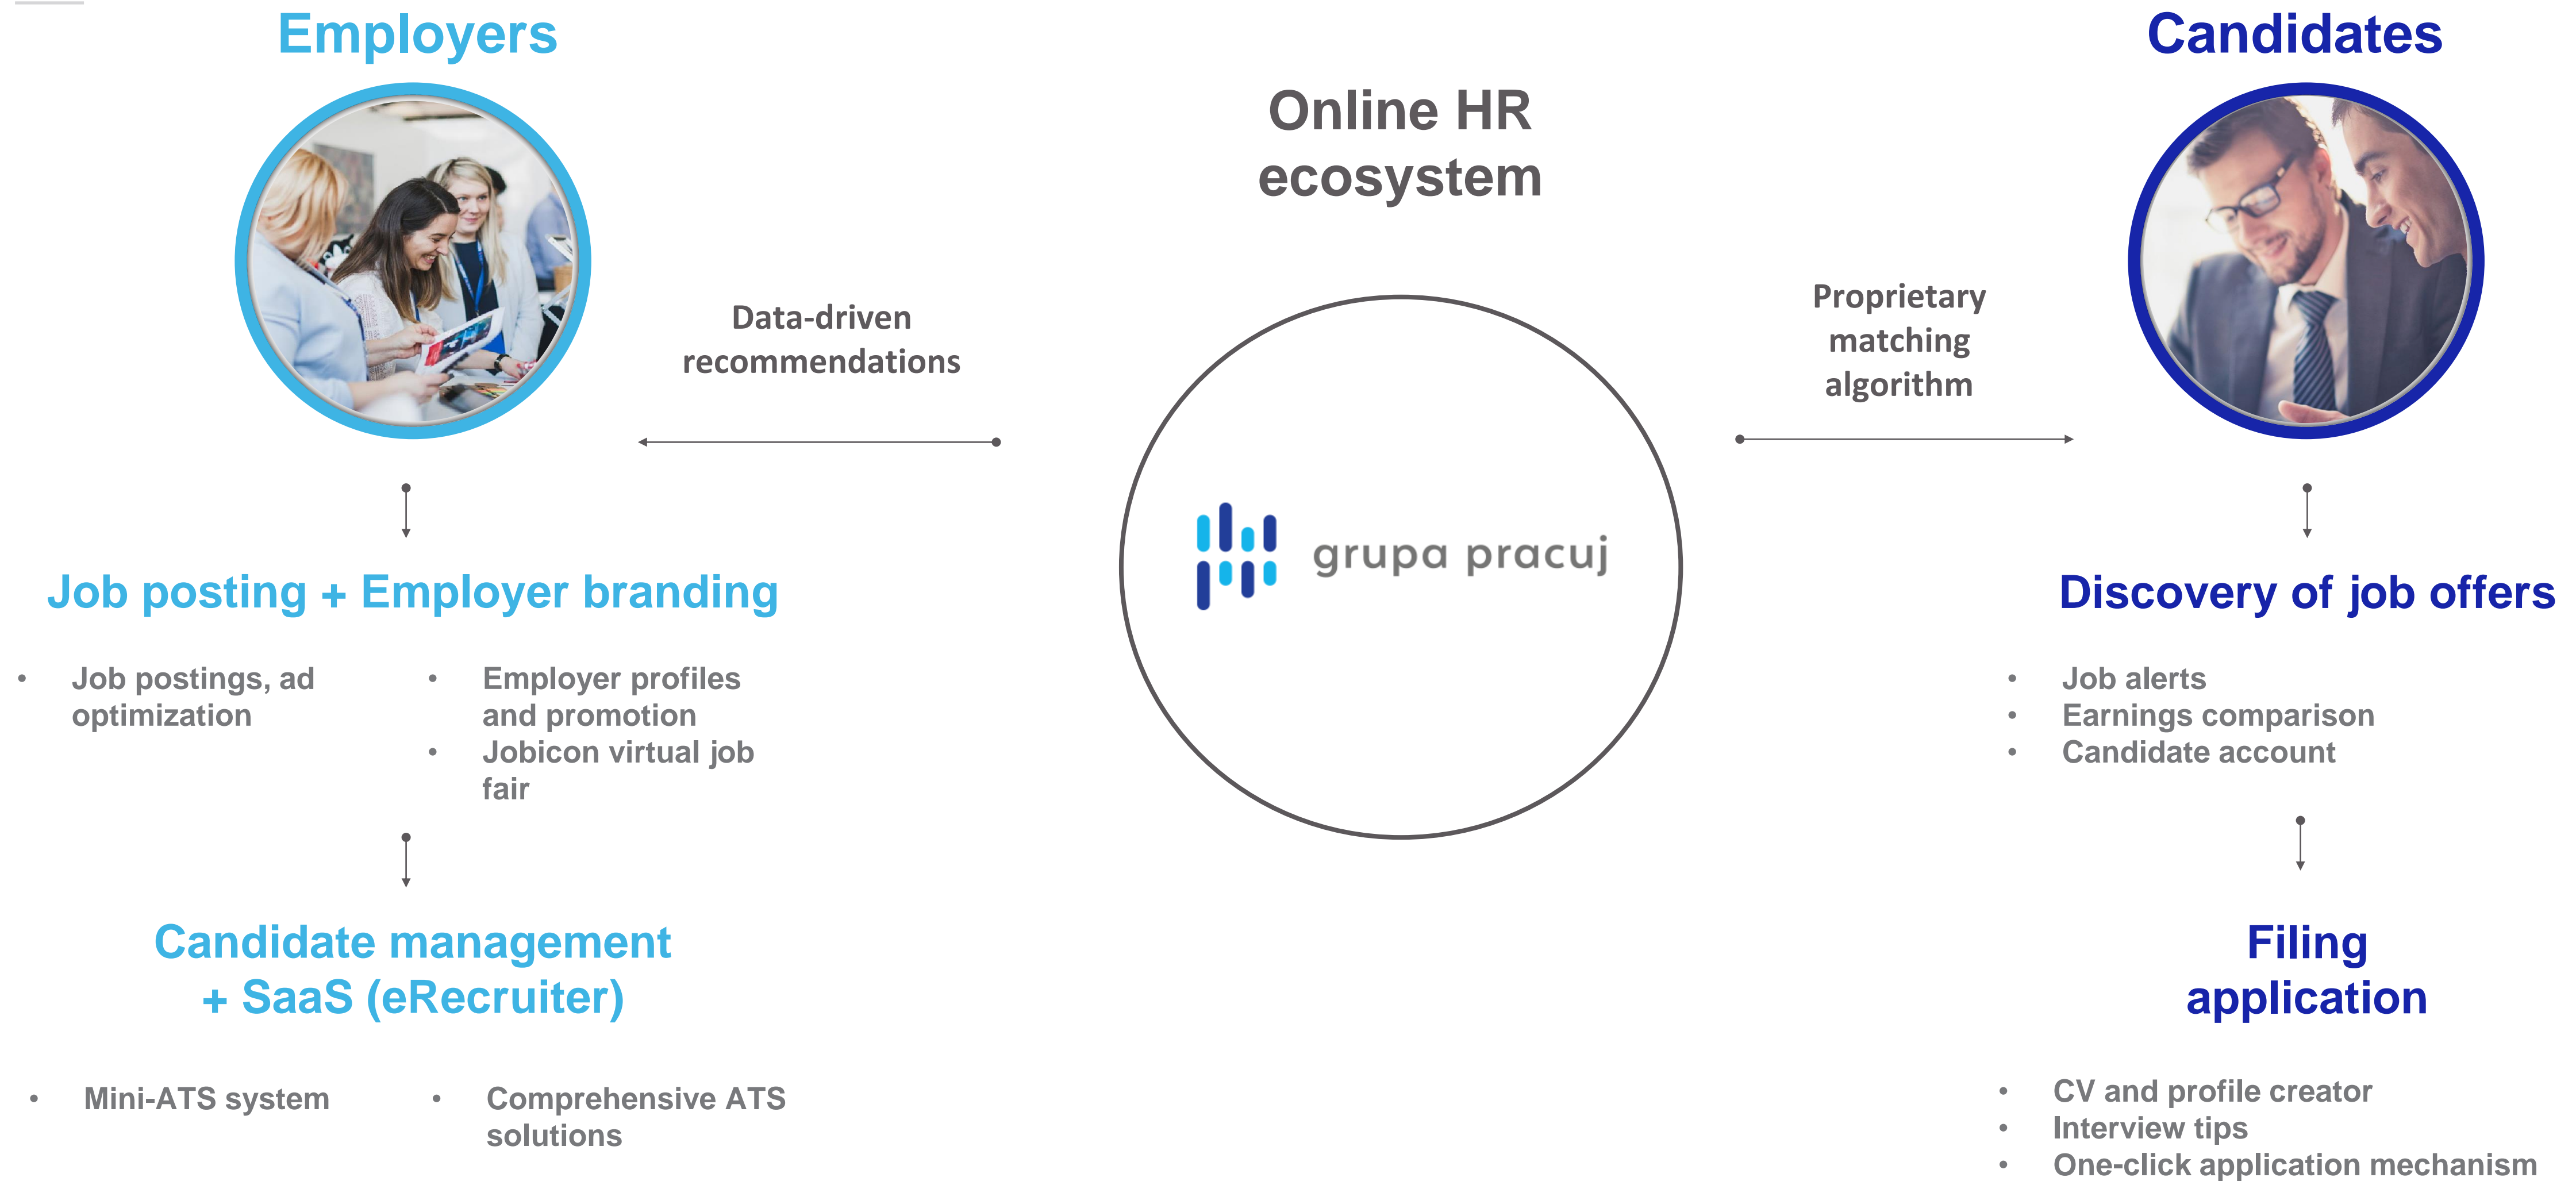 Employers
Data-driven
recommendations
Job posting + Employer branding
• Job postings, ad
optimization
• Employer profiles
and promotion
• Jobicon virtual job
fair
Candidate management
+ SaaS (eRecruiter)
• Mini-ATS system
• Comprehensive ATS
solutions
Online HR
ecosystem
grupa pracuj
Proprietary
matching
algorithm
Candidates
Discovery of job offers
• Job alerts
• Earnings comparison
• Candidate account
Filing
application
• CV and profile creator
• Interview tips
• One-click application mechanism